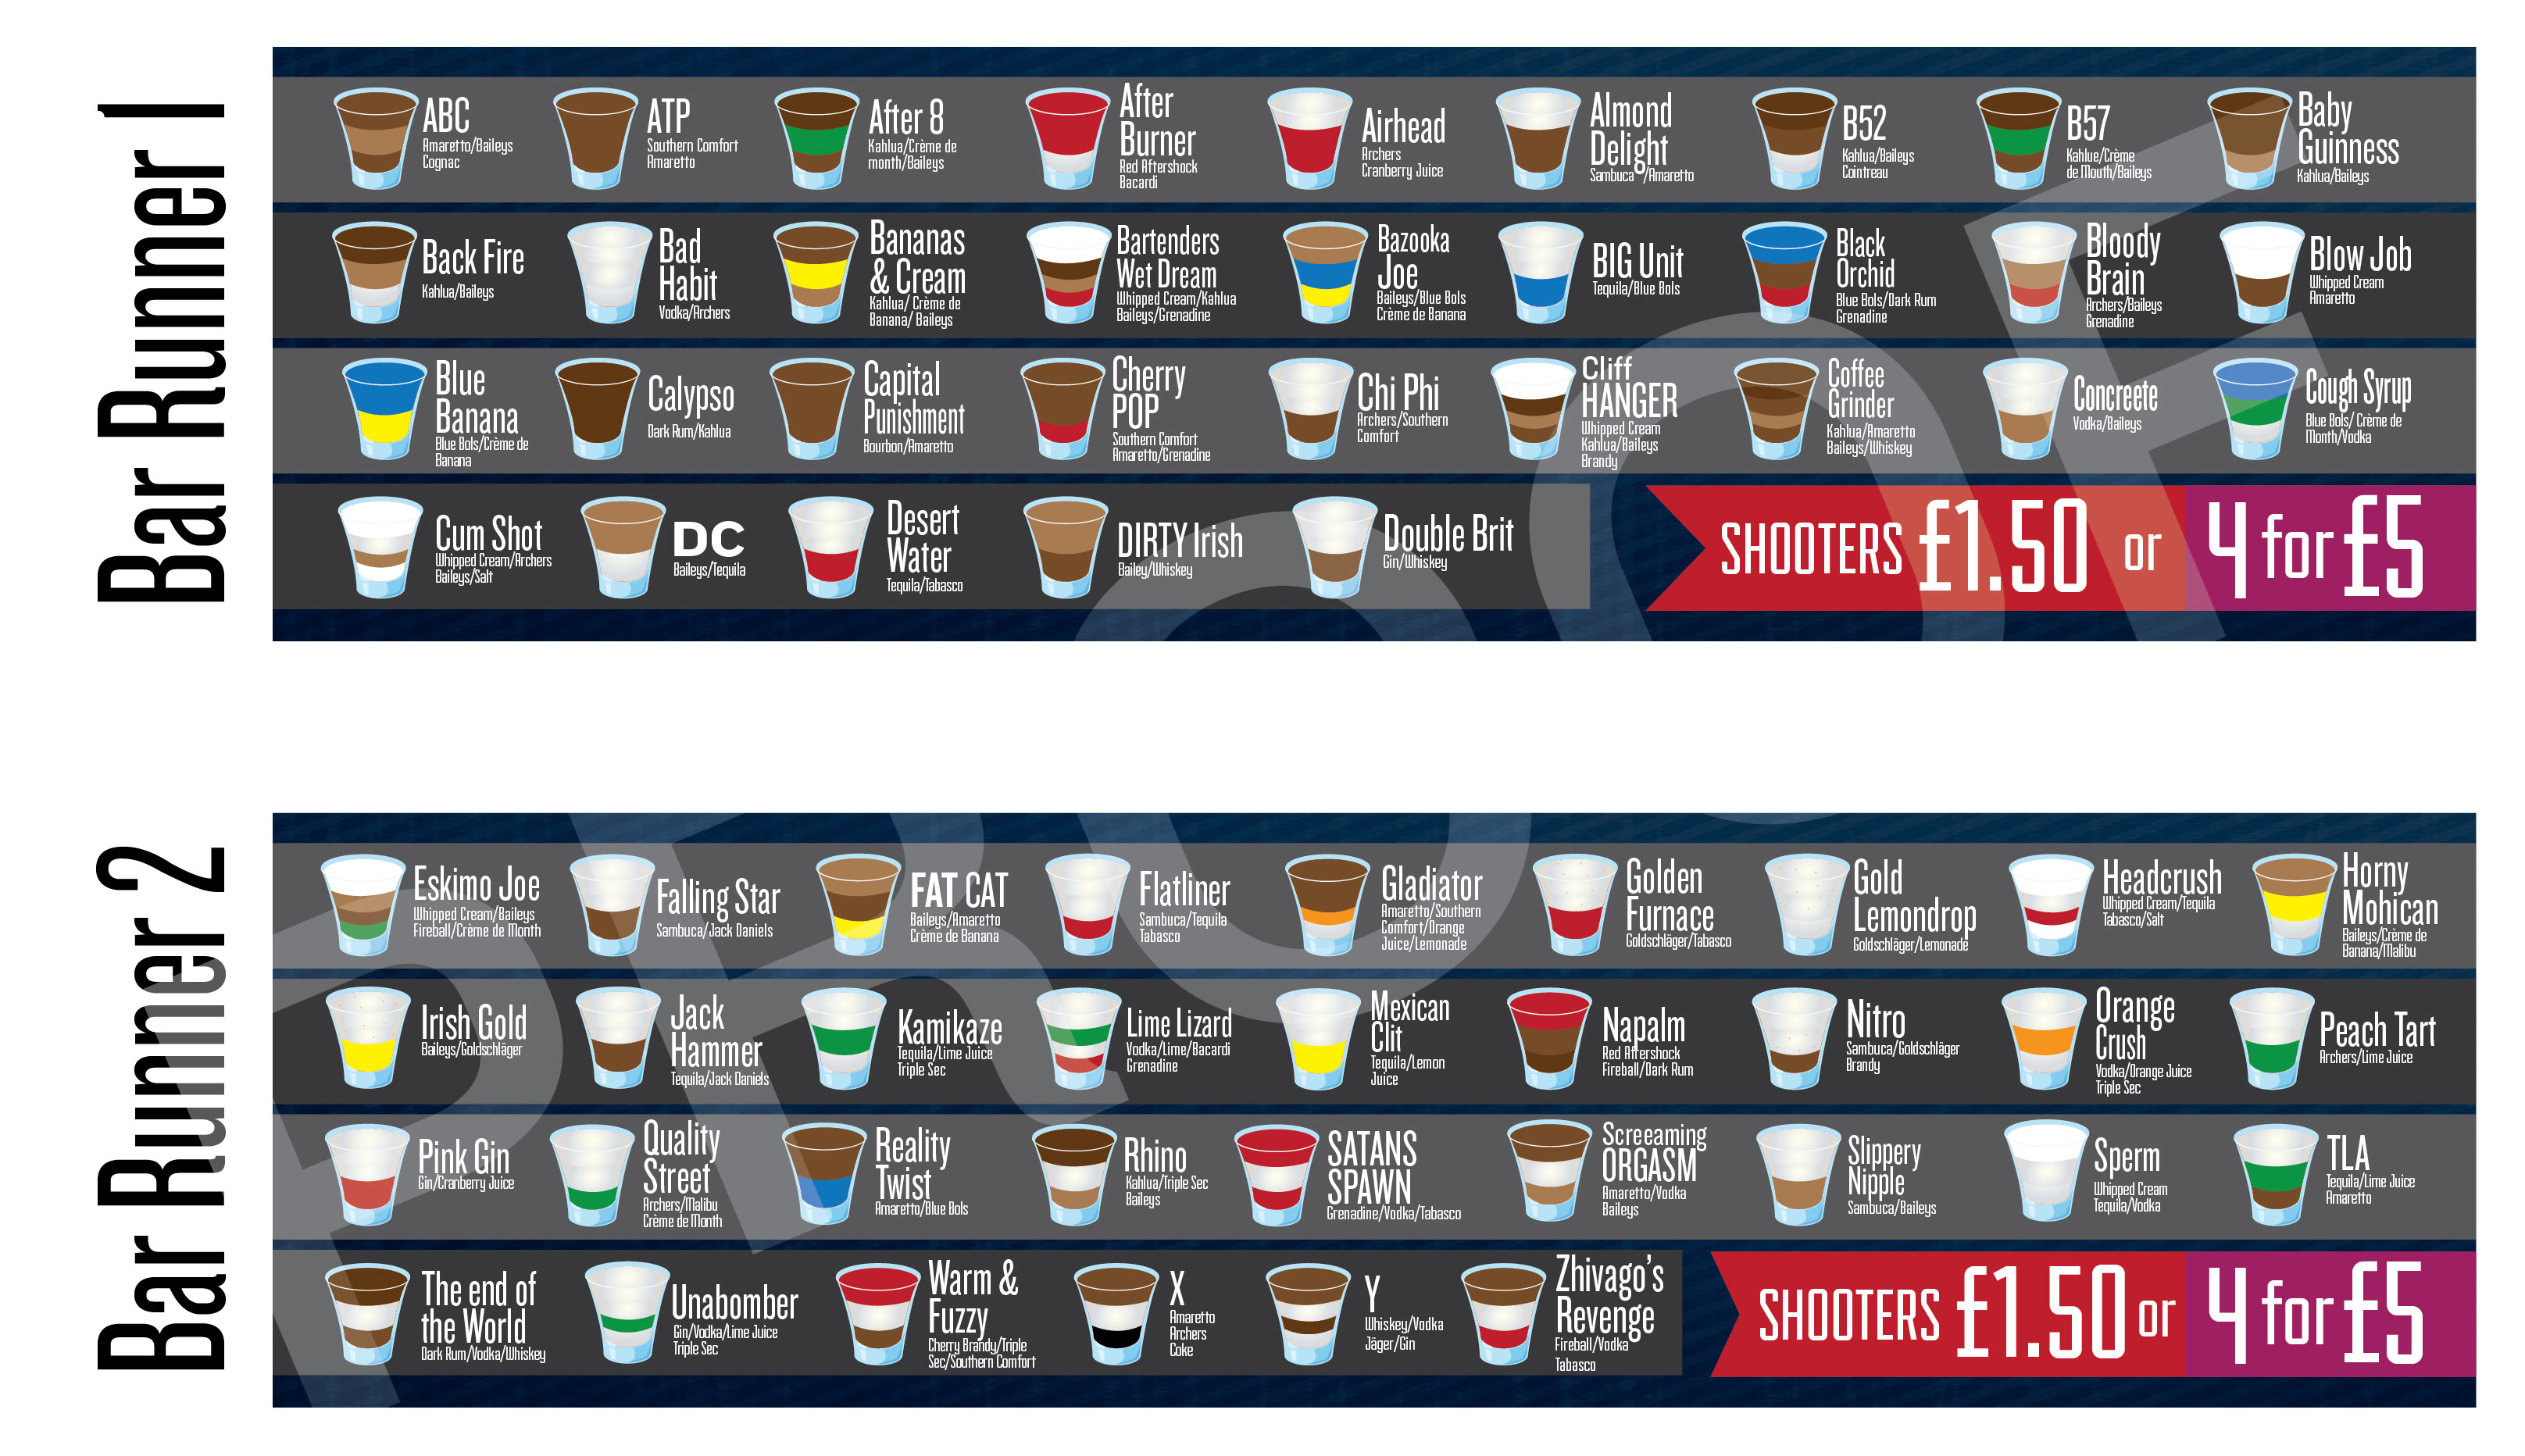 Bar Runner 1
ABC
Amaretto/Baileys
Cognac
ATP
Southern Comfort
Amaretto
After 8
Kahlua/Crème de
month/Baileys
After
Burner
Red Aftershock
Bacardi
Airhead
Archers
Cranberry Juice
Almond
Delight
Sambuca /Amaretto
B52
Kahlua/Baileys
Cointreau
B57
Kahlue/Crème
de Mouth/Baileys
Baby
Guinness
Kahlua/Baileys
Back Fire
Kahlua/Baileys
Bad
Habit
Vodka/Archers
Bananas
& Cream
Kahlua/ Crème de
Banana/ Baileys
Bartenders
Wet Dream
Whipped Cream/Kahlua
Baileys/Grenadine
Bazooka
Joe
Baileys/Blue Bols
Crème de Banana
BIG Unit
Tequila/Blue Bols
Black
Orchid
Blue Bols/Dark Rum
Grenadine
Bloody
Brain
Archers/Baileys
Grenadine
Blow Job
Whipped Cream
Amaretto
Blue
Banana
Blue Bols/Crème de
Banana
Calypso
Dark Rum/Kahlua
Capital
Punishment
Bourbon/Amaretto
Cherry
POP
Southern Comfort
Amaretto/Grenadine
Chi Phi
Archers/Southern
Comfort
Cliff
HANGER
Whipped Cream
Kahlua/Baileys
Brandy
Coffee
Grinder
Kahlua/Amaretto
Baileys/Whiskey
Concreete
Vodka/Baileys
Cough Syrup
Blue Bols/ Crème de
Month/Vodka
Cum Shot
Whipped Cream/Archers
Baileys/Salt
DC
Baileys/Tequila
Desert
Water
Tequila/Tabasco
DIRTY Irish
Bailey/Whiskey
Double Brit
Gin/Whiskey
SHOOTERS £1.50 or 4 for £5
Bar Runner 2
Eskimo Joe
Whipped Cream/Baileys
Fireball/Crème de Month
Falling Star
Sambuca/Jack Daniels
FAT CAT
Baileys/Amaretto
Crème de Banana
Flatliner
Sambuca/Tequila
Tabasco
Gladiator
Amaretto/Southern
Comfort/Orange
Juice/Lemonade
Golden
Furnace
Goldschläger/Tabasco
Gold
Lemondrop
Goldschläger/Lemonade
Headcrush
Whipped Cream/Tequila
Tabasco/Salt
Horny
Mohican
Baileys/Crème de
Banana/Malibu
Irish Gold
Baileys/Goldschläger
Jack
Hammer
Tequila/Jack Daniels
Kamikaze
Tequila/Lime Juice
Triple Sec
Lime Lizard
Vodka/Lime/Bacardi
Grenadine
Mexican
Clit
Tequila/Lemon
Juice
Napalm
Red Aftershock
Fireball/Dark Rum
Nitro
Sambuca/Goldschläger
Brandy
Orange
Crush
Vodka/Orange Juice
Triple Sec
Peach Tart
Archers/Lime Juice
Pink Gin
Gin/Cranberry Juice
Quality
Street
Archers/Malibu
Crème de Month
Reality
Twist
Amaretto/Blue Bols
Rhino
Kahlua/Triple Sec
Baileys
SATANS
SPAWN
Grenadine/Vodka/Tabasco
Screeaming
ORGASM
Amaretto/Vodka
Baileys
Slippery
Nipple
Sambuca/Baileys
Sperm
Whipped Cream
Tequila/Vodka
TLA
Tequila/Lime Juice
Amaretto
The end of
the World
Dark Rum/Vodka/Whiskey
Unabomber
Gin/Vodka/Lime Juice
Triple Sec
Warm &
Fuzzy
Cherry Brandy/Triple
Sec/Southern Comfort
X
Amaretto
Archers
Coke
Y
Whiskey/Vodka
Jäger/Gin
Zhivago's
Revenge
Fireball/Vodka
Tabasco
SHOOTERS £1.50 or 4 for £5
PROOF